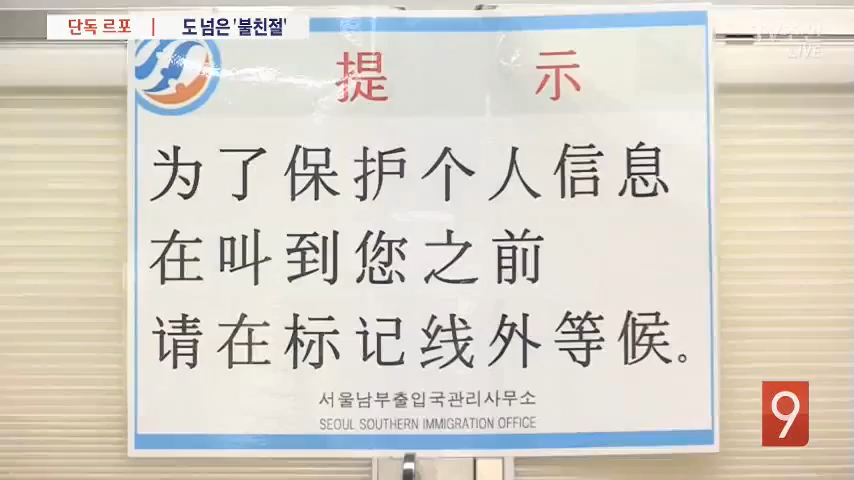 단독 르포 | 도 넘은 '불친절'
LIVE
提 示
为了保护个人信息
在叫到您之前
请在标记线外等候。
서울남부출입국관리사무소
SEOUL SOUTHERN IMMIGRATION OFFICE
9